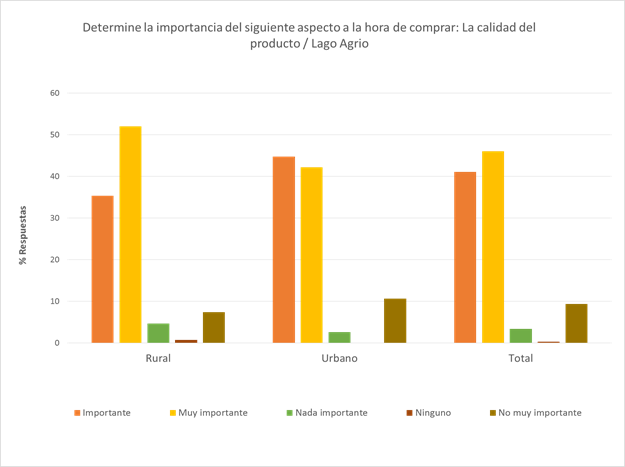 Determine la importancia del siguiente aspecto a la hora de comprar: La calidad del
producto / Lago Agrio
60
50
40
30
20
10
0
% Respuestas
Rural Urbano Total
Importante Muy importante Nada importante Ninguno No muy importante